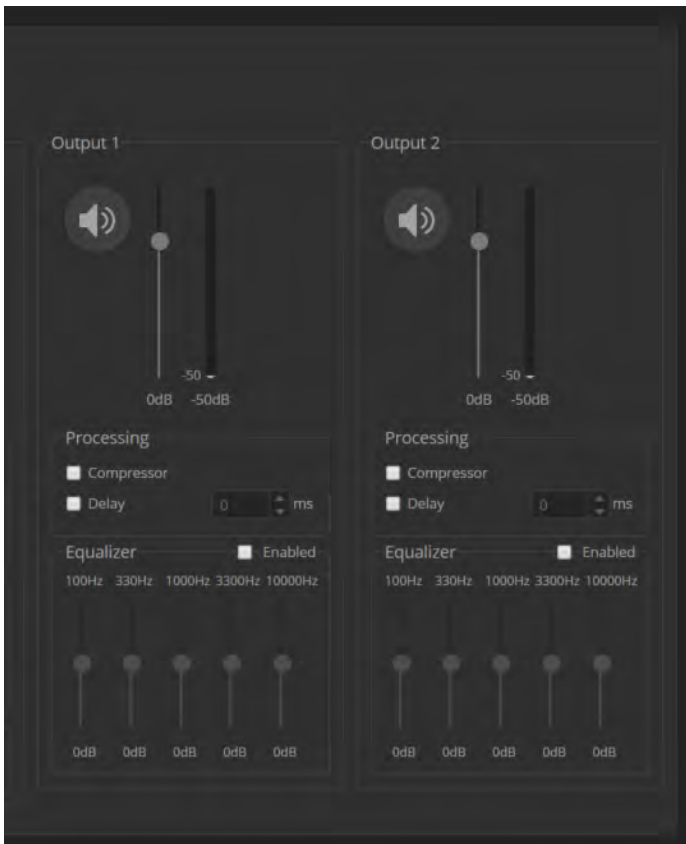 Output 1
-50
0dB -50dB
Processing
Compressor
Delay 0 ms
Equalizer Enabled
100Hz 330Hz 1000Hz 3300Hz 10000Hz
0dB 0dB 0dB 0dB 0dB
Output 2
-50
0dB -50dB
Processing
Compressor
Delay 0 ms
Equalizer Enabled
100Hz 330Hz 1000Hz 3300Hz 10000Hz
0dB 0dB 0dB 0dB 0dB